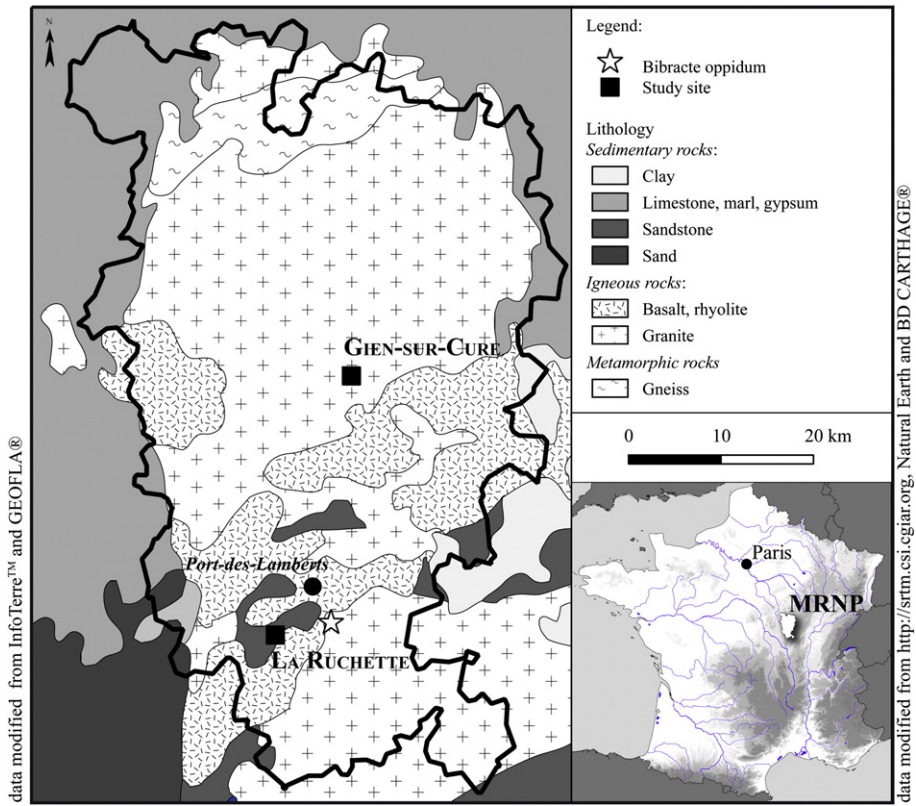 data modified from InfoTerre™ and GEOFLA®
N
GIEN-SUR-CURE
Port-des-Lamberts
LA RUCHETTE
Legend:
Bibracte oppidum
Study site
Lithology
Sedimentary rocks:
Clay
Limestone, marl, gypsum
Sandstone
Sand
Igneous rocks:
Basalt, rhyolite
Granite
Metamorphic rocks
Gneiss
0 10 20 km
Paris
MRNP
data modified from http://srtm.csi.cgiar.org, Natural Earth and BD CARTHAGE®